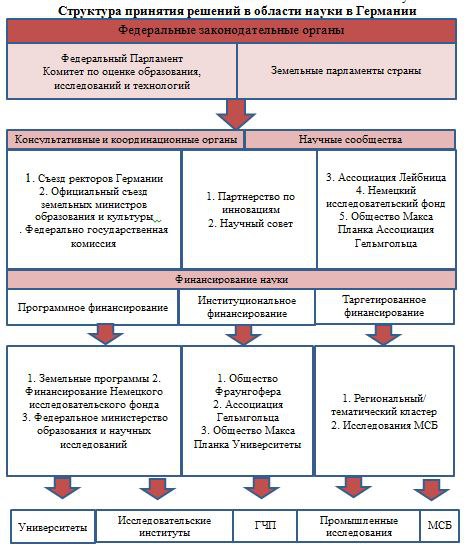 Структура принятия решений в области науки в Германии
Федеральные законодательные органы
Федеральный Парламент
Комитет по оценке образования,
исследований и технологий
Земельные парламенты страны
Консультативные и координационные органы
Научные сообщества
1. Съезд ректоров Германии
2. Официальный съезд
земельных министров
образования и культуры
. Федерально государственная
комиссия
1. Партнерство по
инновациям
2. Научный совет
3. Ассоциация Лейбница
4. Немецкий
исследовательский фонд
5. Общество Макса
Планка Ассоциация
Гельмгольца
Финансирование науки
Программное финансирование
Институциональное
финансирование
Таргетированное
финансирование
1. Земельные программы 2.
Финансирование Немецкого
исследовательского фонда
3. Федеральное министерство
образования и научных
исследований
1. Общество
Фраунгофера
2. Ассоциация
Гельмгольца
3. Общество Макса
Планка Университеты
1. Региональный/
тематический кластер
2. Исследования МСБ
Университеты
Исследовательские
институты
ГЧП
Промышленные
исследования
МСБ